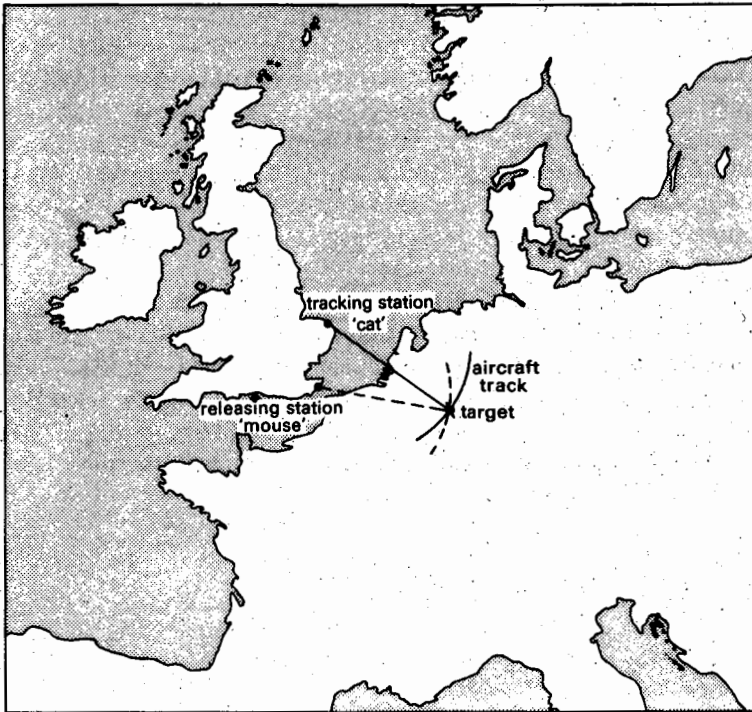 tracking station
'cat'
aircraft
track
target
releasing station
'mouse'